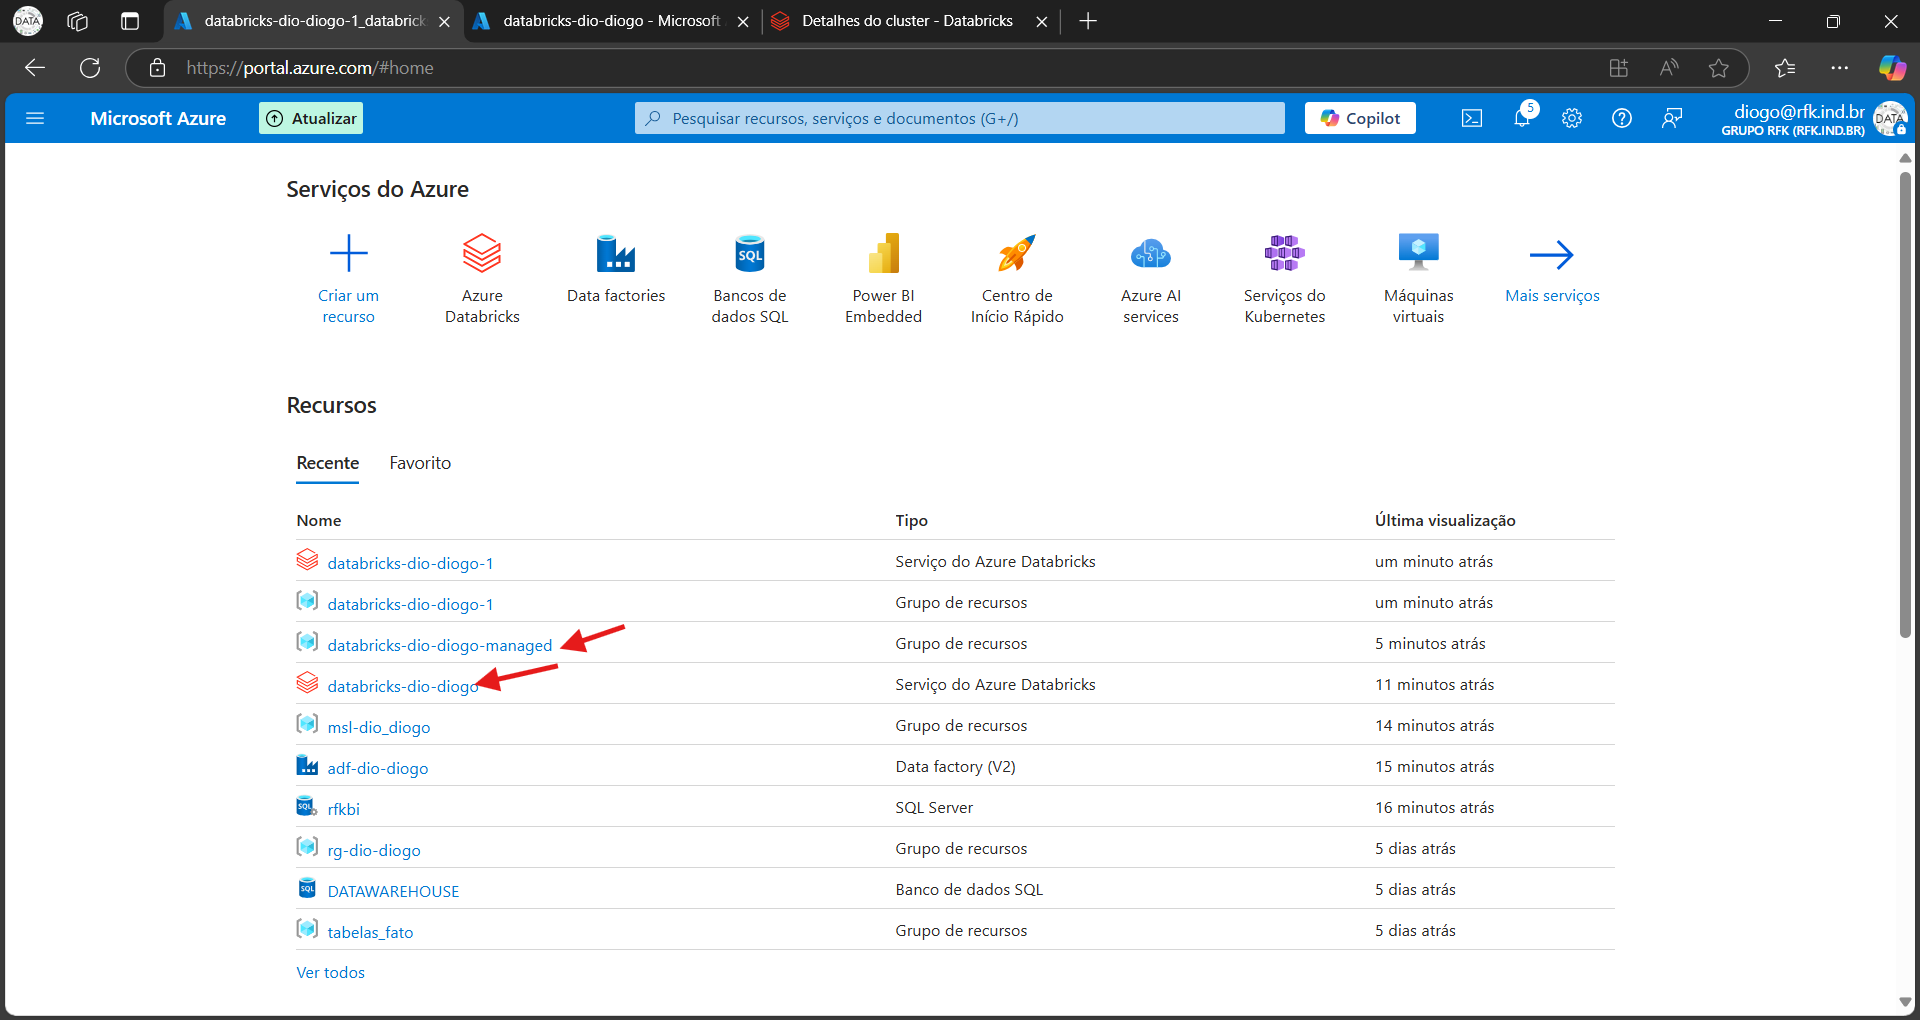 DATA
databricks-dio-diogo-1_databrick
databricks-dio-diogo - Microsoft
Detalhes do cluster - Databricks
https://portal.azure.com/#home
Microsoft Azure
Atualizar
Pesquisar recursos, serviços e documentos (G+/)
Copilot
5
diogo@rfk.ind.br
GRUPO RFK (RFK.IND.BR)
DATA
Serviços do Azure
Criar um recurso
Azure Databricks
Data factories
SQL
Bancos de dados SQL
Power BI Embedded
Centro de Início Rápido
Azure AI services
Serviços do Kubernetes
Máquinas virtuais
Mais serviços
Recursos
Recente Favorito
Nome Tipo Última visualização
databricks-dio-diogo-1 Serviço do Azure Databricks um minuto atrás
databricks-dio-diogo-1 Grupo de recursos um minuto atrás
databricks-dio-diogo-managed Grupo de recursos 5 minutos atrás
databricks-dio-diogo Serviço do Azure Databricks 11 minutos atrás
msl-dio_diogo Grupo de recursos 14 minutos atrás
adf-dio-diogo Data factory (V2) 15 minutos atrás
SQL rfkbi SQL Server 16 minutos atrás
rg-dio-diogo Grupo de recursos 5 dias atrás
SQL DATAWAREHOUSE Banco de dados SQL 5 dias atrás
tabelas_fato Grupo de recursos 5 dias atrás
Ver todos